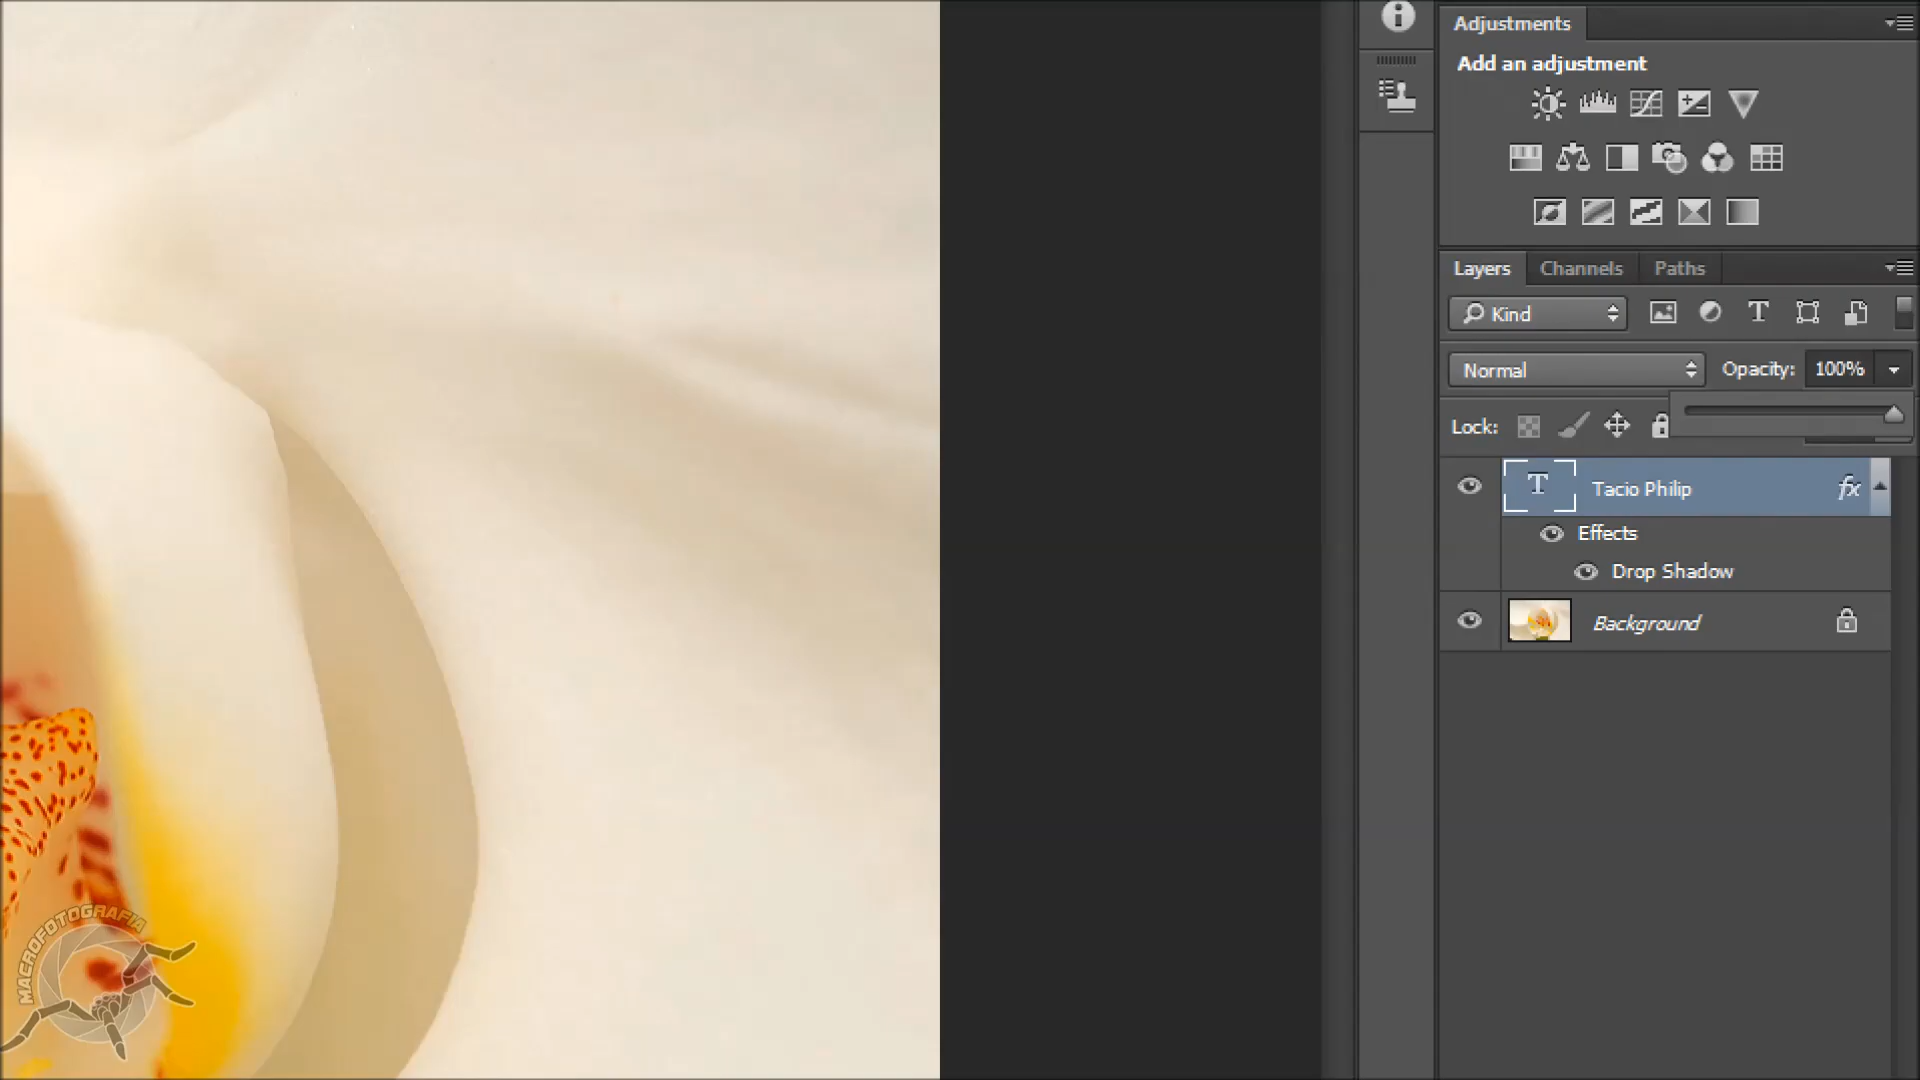 Adjustments
Add an adjustment
Layers Channels Paths
Kind T
Normal Opacity: 100%
Lock:
T Tacio Philip fx
Effects
Drop Shadow
Background
MACROFOTOGRAFIA